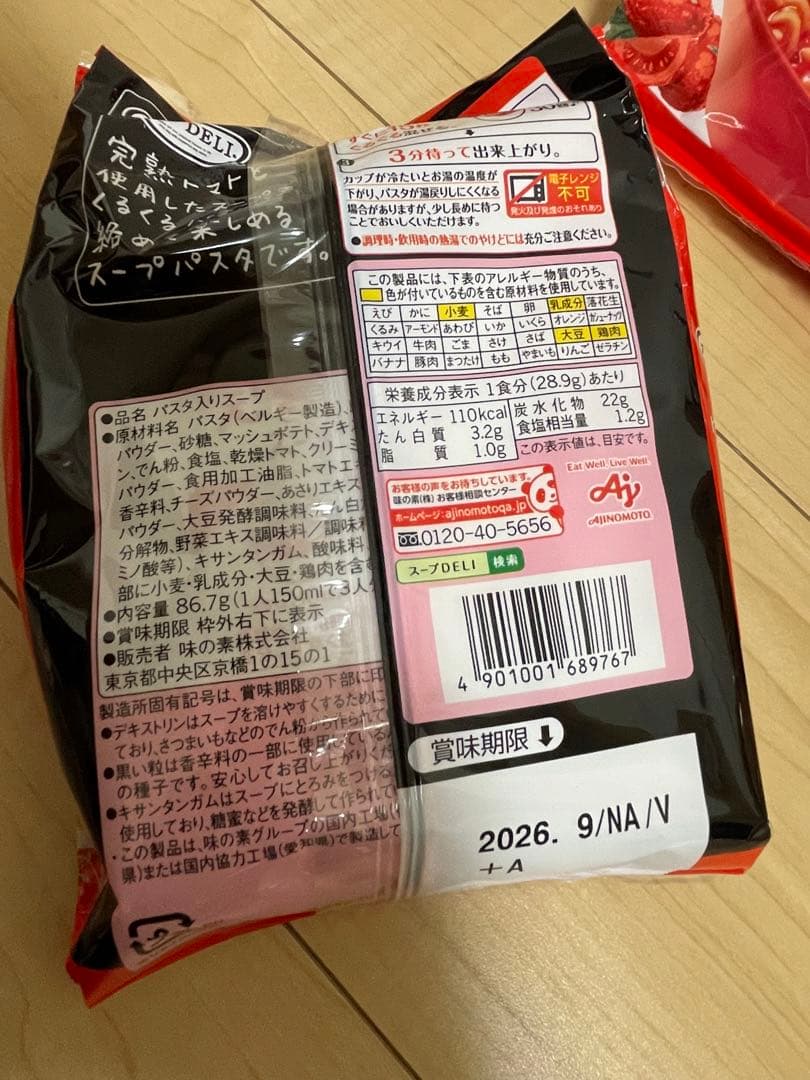 DELI.
完熟トマトを
使用した
くるくる楽しめる
スープパスタです。
3分待って出来上がり。
カップが冷たいとお湯の温度が
下がり、パスタが湯戻りしにくくなる
場合がありますが、少し長めに待つ
ことでおいしくいただけます。
電子レンジ
不可
発火及び発煙のおそれあり
●調理時・飲用時の熱湯でのやけどには充分ご注意ください。
この製品には、下表のアレルギー物質のうち、
色が付いているものを含む原材料を使用しています。
えび かに 小麦 そば 卵 乳成分 落花生
くるみ アーモンド あわび いか いくら オレンジ カシューナッツ
キウイ 牛肉 ごま さけ さば 大豆 鶏肉
バナナ 豚肉 まつたけ もも やまいも りんご ゼラチン
栄養成分表示 1食分(28.9g)あたり
エネルギー 110kcal 炭水化物 22g
たん白質 3.2g 食塩相当量 1.2g
脂質 1.0g この表示値は、目安です。
お客様の声をお待ちしています。
味の素(株) お客様相談センター
ホームページ:ajinomotoqa.jp
0120-40-5656
Eat Well, Live Well.
Aj
AJINOMOTO
スープDELI 検索
4 901001 689767
賞味期限
2026. 9/NA/V
+A
●品名 パスタ入りスープ
●原材料名 パスタ(ベルギー製造)、
パウダー、砂糖、マッシュポテト、デキ
ン、でん粉、食塩、乾燥トマト、クリーミ
パウダー、食用加工油脂、トマトエキ
香辛料、チーズパウダー、あさりエキス
パウダー、大豆発酵調味料、たん白
分解物、野菜エキス調味料/調味料
ミノ酸等)、キサンタンガム、酸味料
部に小麦・乳成分・大豆・鶏肉を含む
●内容量 86.7g(1人150mlで3人
●賞味期限 枠外右下に表示
●販売者 味の素株式会社
東京都中央区京橋1の15の1
製造所固有記号は、賞味期限の下部に印
●デキストリンはスープを溶けやすくするために
ており、さつまいもなどのでん粉から作られて
●黒い粒は香辛料の一部に使用している
の種子です。安心してお召し上がりくだ
●キサンタンガムはスープにとろみをつける
使用しており、糖蜜などを発酵して作られて
・この製品は、味の素グループの国内工場(
県)または国内協力工場(愛知県)で製造して